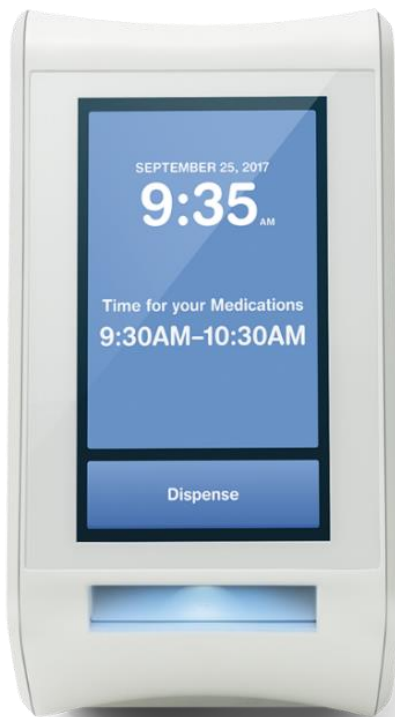 SEPTEMBER 25, 2017
9:35 AM
Time for your Medications
9:30AM–10:30AM
Dispense